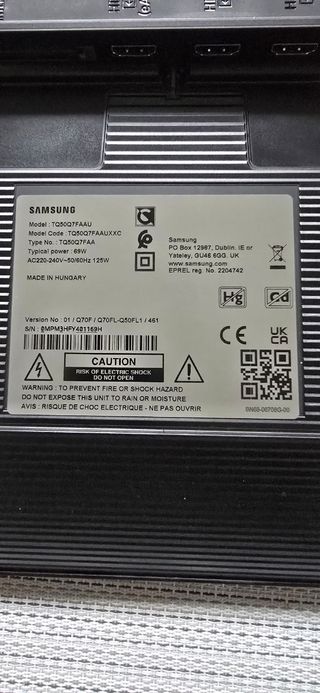 SAMSUNG
Model : TQ50Q7FAAU
Model Code : TQ50Q7FAAUXXC
Type No. : TQ50Q7FAA
Typical power : 69W
AC220-240V~50/60Hz 125W
MADE IN HUNGARY
Samsung
PO Box 12987, Dublin. IE or
Yateley, GU46 6GG. UK
www.samsung.com
EPREL reg. No. 2204742
Hg
Cd
Version No : 01 / Q70F / Q70FL-Q50FL1 / 461
S/N :
CE
UK
CA
CAUTION
RISK OF ELECTRIC SHOCK
DO NOT OPEN
WARNING : TO PREVENT FIRE OR SHOCK HAZARD
DO NOT EXPOSE THIS UNIT TO RAIN OR MOISTURE
AVIS : RISQUE DE CHOC ELECTRIQUE - NE PAS OUVRIR